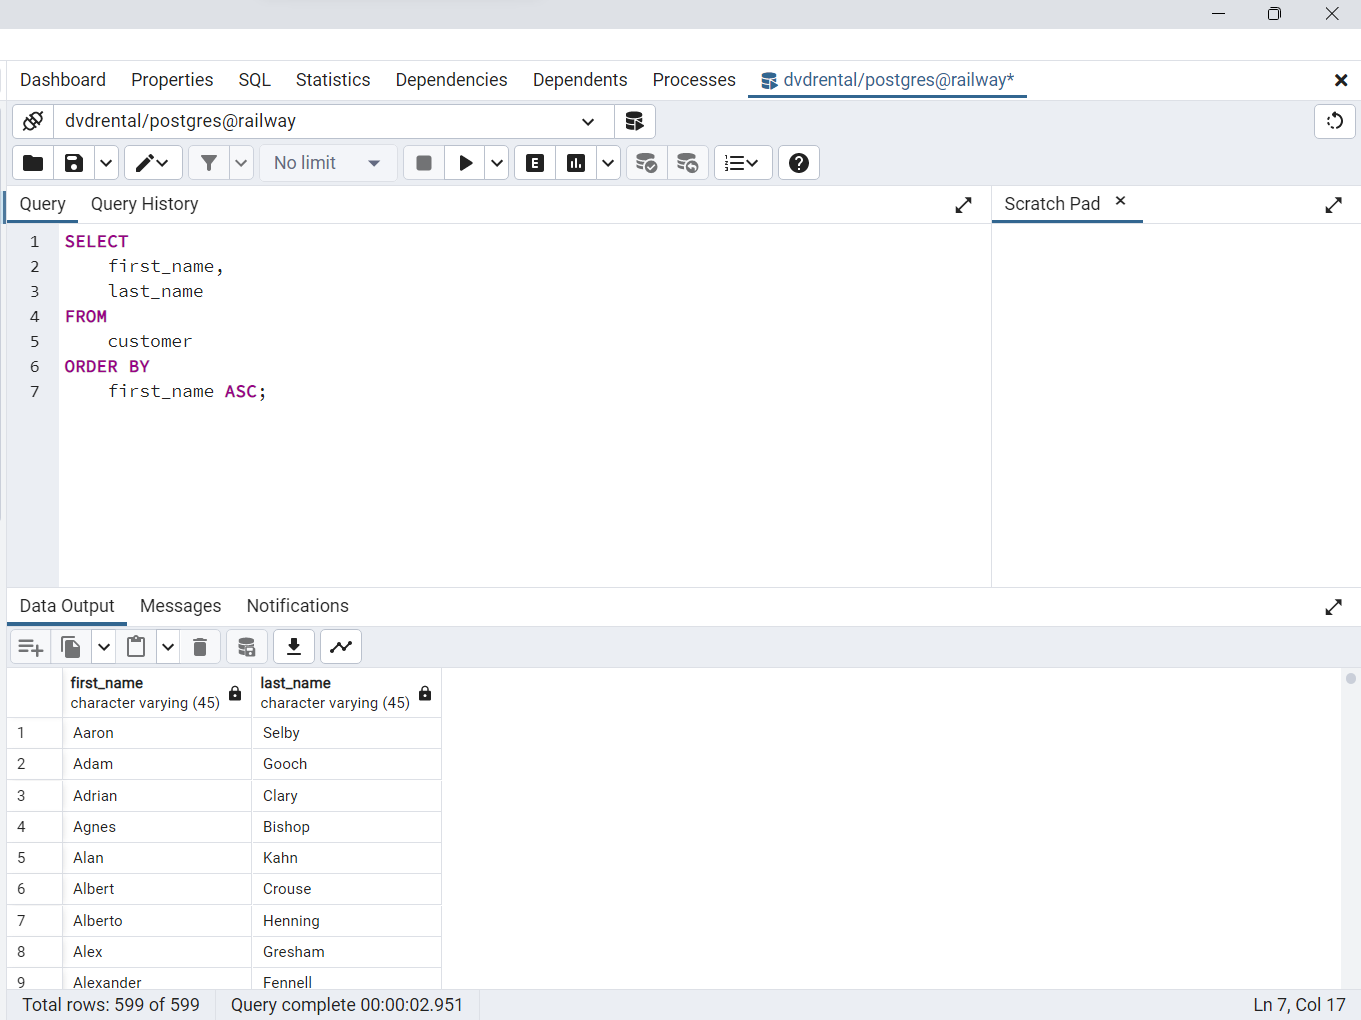 Dashboard Properties SQL Statistics Dependencies Dependents Processes dvdrental/postgres@railway*
dvdrental/postgres@railway
No limit E
Query Query History Scratch Pad
1 SELECT
2 first_name,
3 last_name
4 FROM
5 customer
6 ORDER BY
7 first_name ASC;
Data Output Messages Notifications
first_name last_name
character varying (45) character varying (45)
1 Aaron Selby
2 Adam Gooch
3 Adrian Clary
4 Agnes Bishop
5 Alan Kahn
6 Albert Crouse
7 Alberto Henning
8 Alex Gresham
9 Alexander Fennell
Total rows: 599 of 599 Query complete 00:00:02.951 Ln 7, Col 17